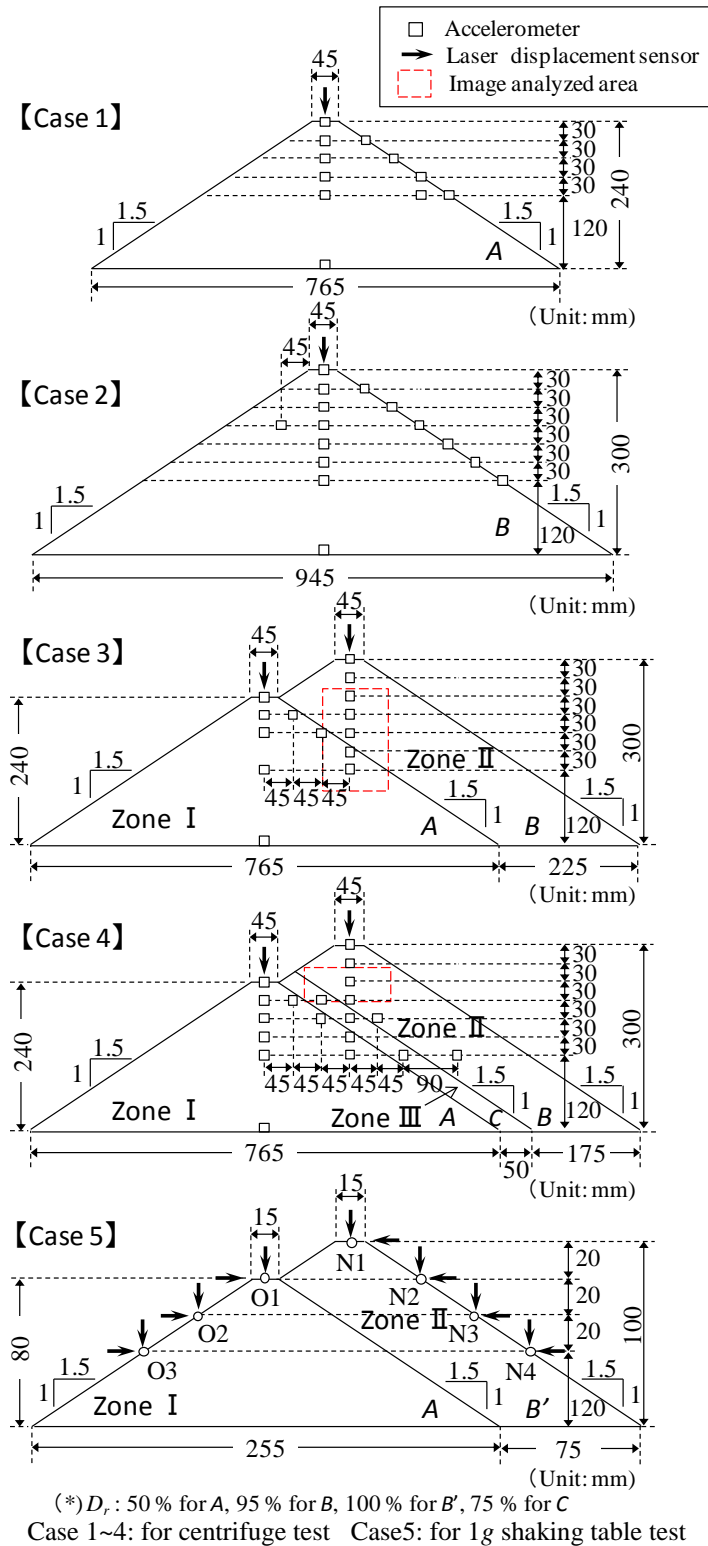 □ Accelerometer
Laser displacement sensor
Image analyzed area
【Case 1】
45
30
30
30
30
240
120
1.5
1
1.5
1
A
765
(Unit: mm)
【Case 2】
45
45
30
30
30
30
30
30
300
120
1.5
1
1.5
1
B
945
(Unit: mm)
【Case 3】
45
45
30
30
30
30
30
30
240
300
120
1.5
1
45 45 45
Zone Ⅱ
1.5
1
1.5
1
Zone Ⅰ
A
B
765
225
(Unit: mm)
【Case 4】
45
45
30
30
30
30
30
30
240
300
120
1.5
1
Zone Ⅱ
45 45 45 45 45 90
1.5
1
1.5
1
Zone Ⅰ
Zone Ⅲ
A
C
B
765
50
175
(Unit: mm)
【Case 5】
15
15
N1
O1
N2
20
20
20
80
100
120
O2
Zone Ⅱ
N3
O3
N4
1.5
1
1.5
1
1.5
1
Zone Ⅰ
A
B’
255
75
(Unit: mm)
(*) Dr : 50 % for A, 95 % for B, 100 % for B’, 75 % for C
Case 1~4: for centrifuge test Case5: for 1g shaking table test